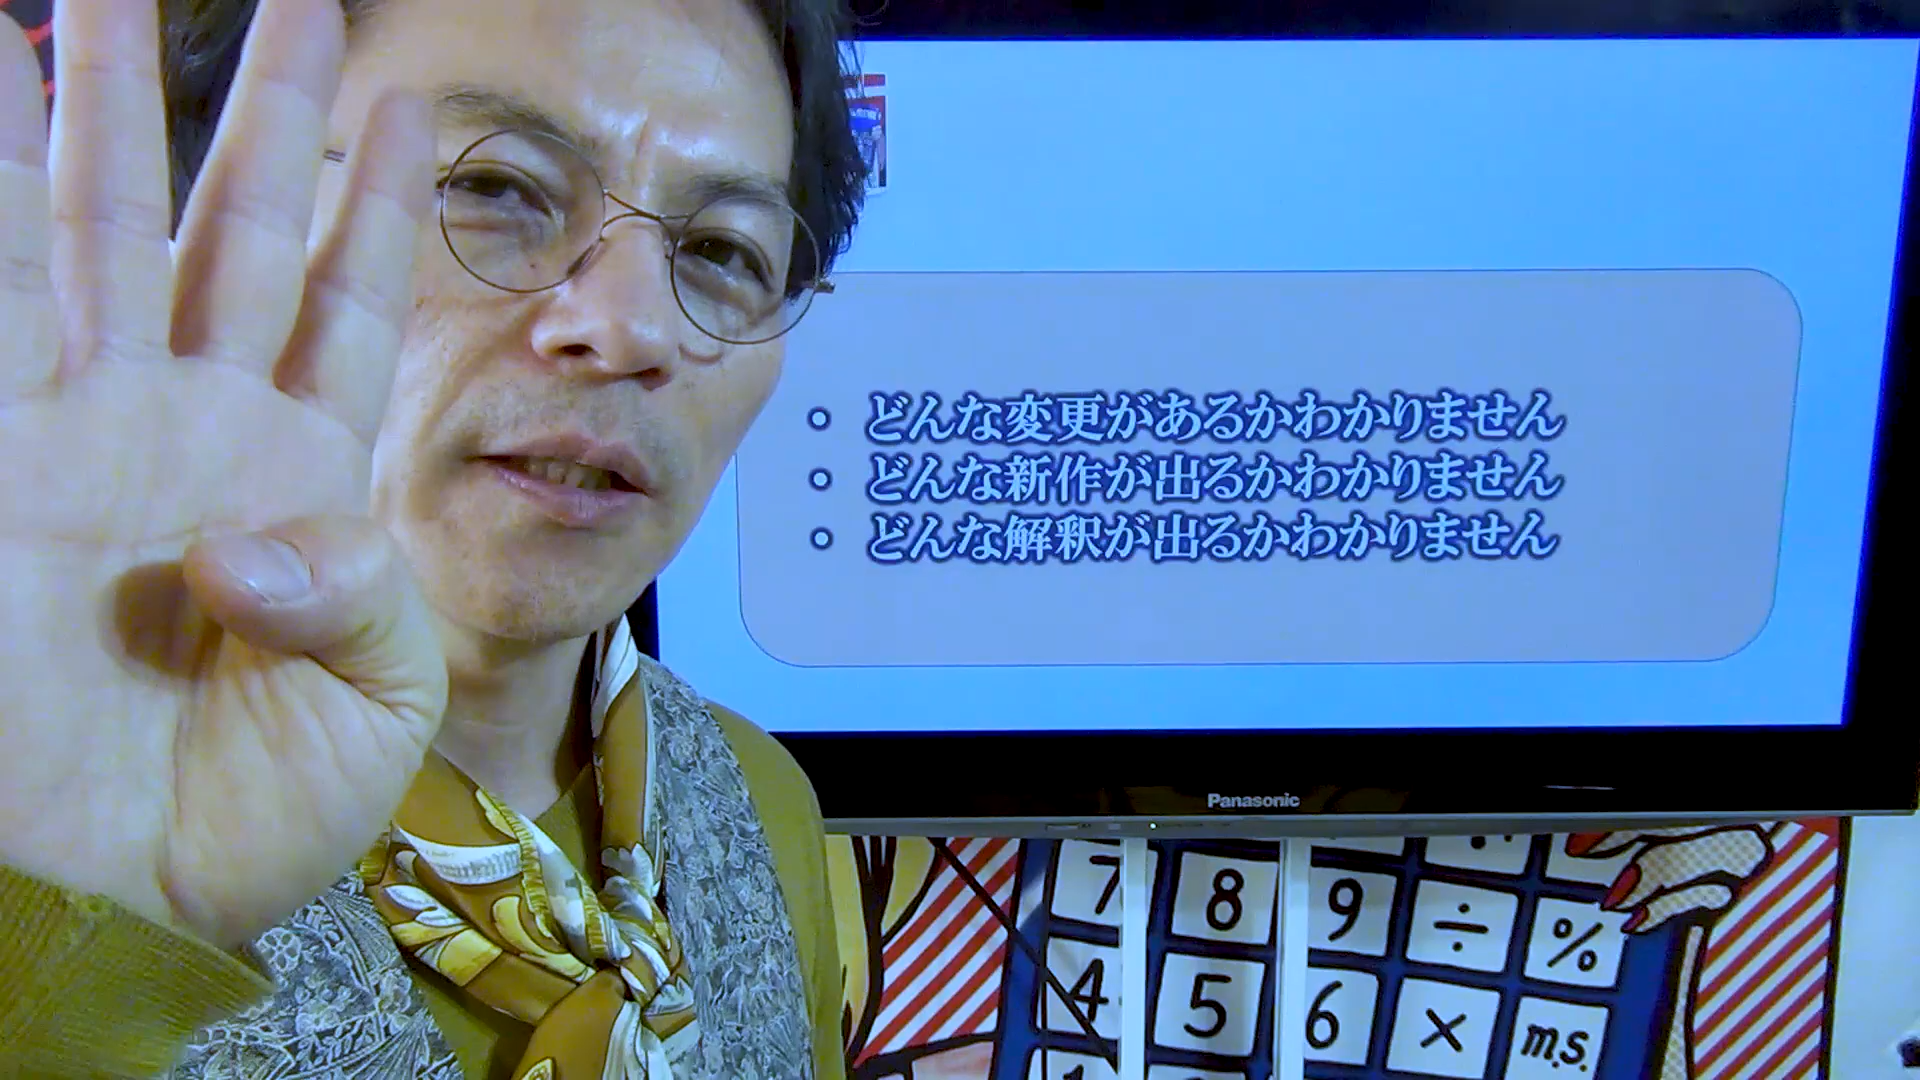 • どんな変更があるかわかりません
• どんな新作が出るかわかりません
• どんな解釈が出るかわかりません
Panasonic
7 8 9 ÷ %
4 5 6 × m.s.